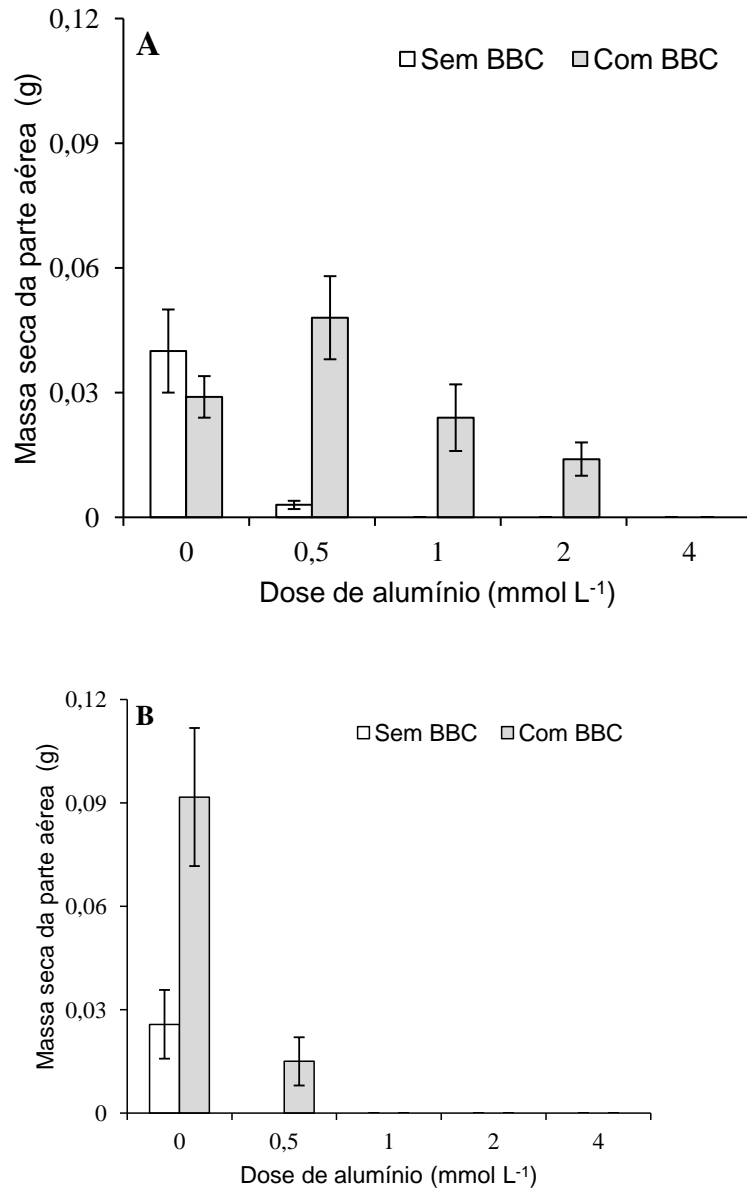 A
Sem BBC Com BBC
0,12
0,09
0,06
0,03
0
Massa seca da parte aérea (g)
0 0,5 1 2 4
Dose de alumínio (mmol L⁻¹)
B
Sem BBC Com BBC
0,12
0,09
0,06
0,03
0
Massa seca da parte aérea (g)
0 0,5 1 2 4
Dose de alumínio (mmol L⁻¹)